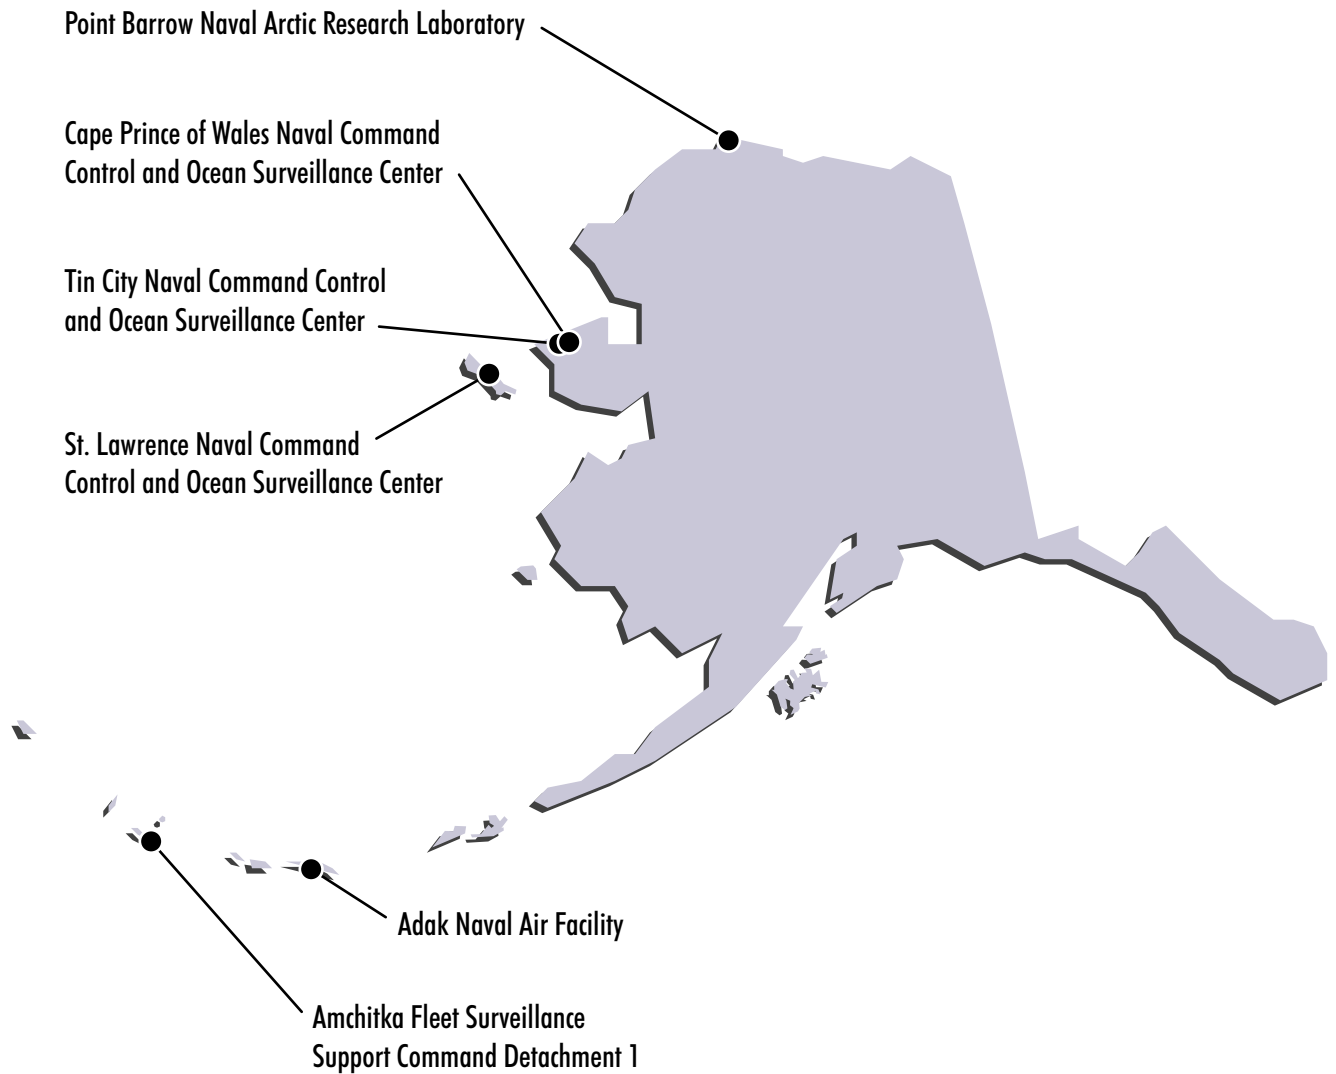 Point Barrow Naval Arctic Research Laboratory
Cape Prince of Wales Naval Command
Control and Ocean Surveillance Center
Tin City Naval Command Control
and Ocean Surveillance Center
St. Lawrence Naval Command
Control and Ocean Surveillance Center
Adak Naval Air Facility
Amchitka Fleet Surveillance
Support Command Detachment 1